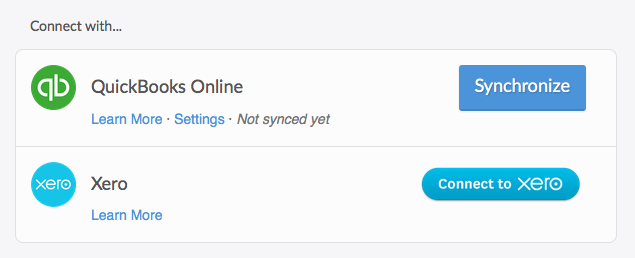 Connect with...
qb QuickBooks Online Synchronize
Learn More · Settings · Not synced yet
xero Xero Connect to xero
Learn More